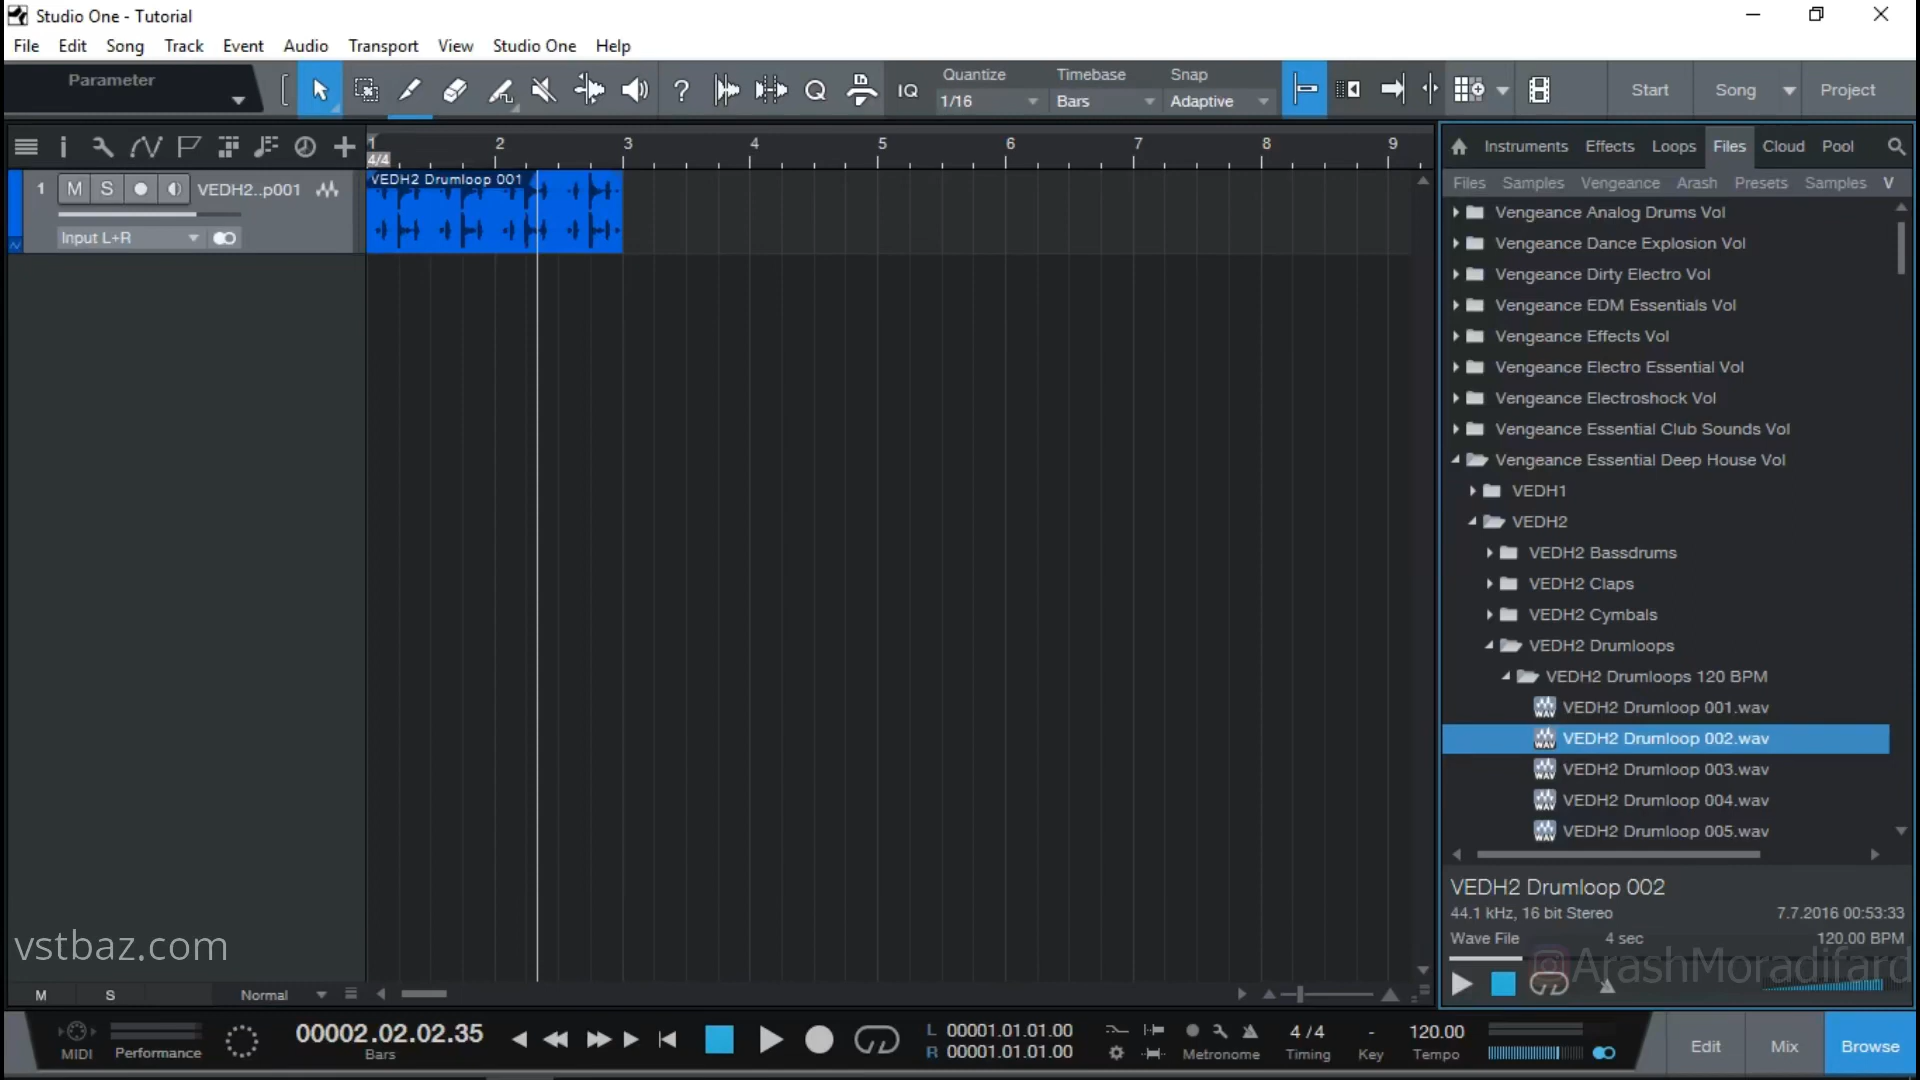 Studio One - Tutorial
File Edit Song Track Event Audio Transport View Studio One Help
Parameter
? Q IQ
Quantize Timebase Snap
1/16 Bars Adaptive
Start Song Project
i
1 2 3 4 5 6 7 8 9
4/4
Instruments Effects Loops Files Cloud Pool
Files Samples Vengeance Arash Presets Samples V
1 M S VEDH2..p001
Input L+R
VEDH2 Drumloop 001
Vengeance Analog Drums Vol
Vengeance Dance Explosion Vol
Vengeance Dirty Electro Vol
Vengeance EDM Essentials Vol
Vengeance Effects Vol
Vengeance Electro Essential Vol
Vengeance Electroshock Vol
Vengeance Essential Club Sounds Vol
Vengeance Essential Deep House Vol
VEDH1
VEDH2
VEDH2 Bassdrums
VEDH2 Claps
VEDH2 Cymbals
VEDH2 Drumloops
VEDH2 Drumloops 120 BPM
WAV VEDH2 Drumloop 001.wav
WAV VEDH2 Drumloop 002.wav
WAV VEDH2 Drumloop 003.wav
WAV VEDH2 Drumloop 004.wav
WAV VEDH2 Drumloop 005.wav
VEDH2 Drumloop 002
44.1 kHz, 16 bit Stereo 7.7.2016 00:53:33
Wave File 4 sec 120.00 BPM
ArashMoradifard
vstbaz.com
M S Normal
MIDI Performance
00002.02.02.35
Bars
L 00001.01.01.00
R 00001.01.01.00
Metronome
4 / 4
Timing
-
Key
120.00
Tempo
Edit Mix Browse